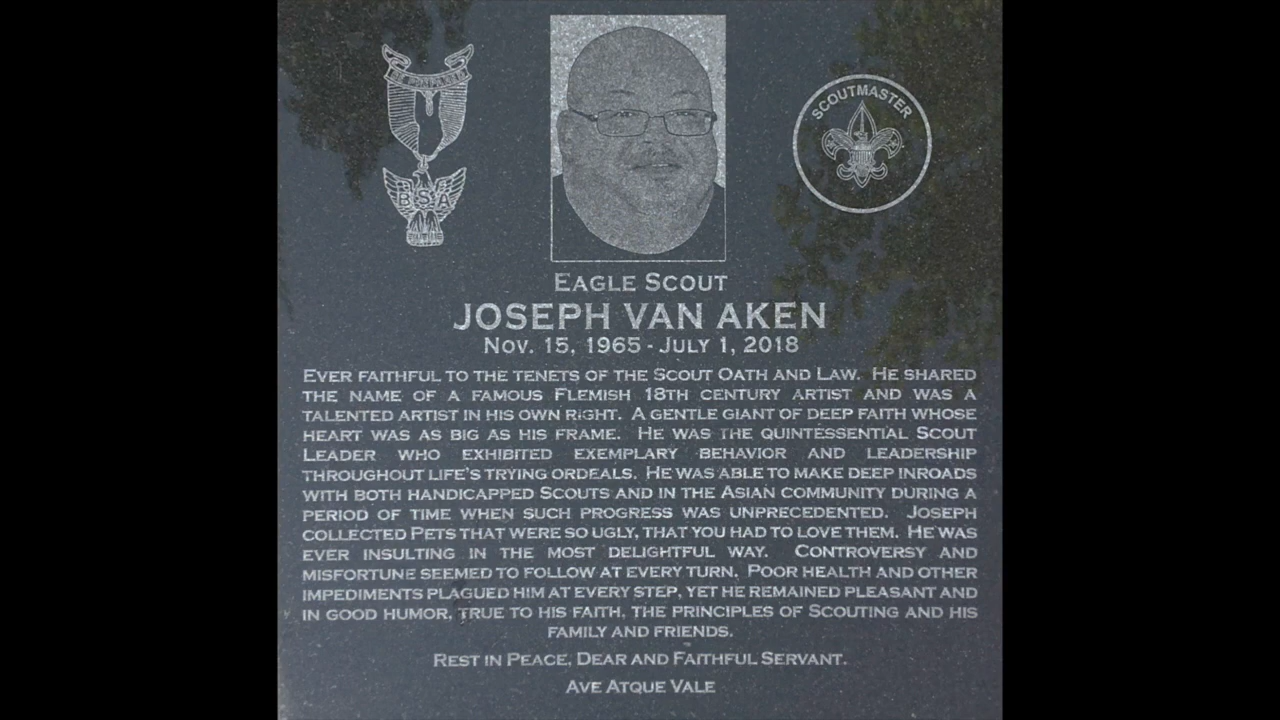 BE PREPARED
SCOUTMASTER
BSA
EAGLE SCOUT
JOSEPH VAN AKEN
NOV. 15, 1965 - JULY 1, 2018
EVER FAITHFUL TO THE TENETS OF THE SCOUT OATH AND LAW. HE SHARED
THE NAME OF A FAMOUS FLEMISH 18TH CENTURY ARTIST AND WAS A
TALENTED ARTIST IN HIS OWN RIGHT. A GENTLE GIANT OF DEEP FAITH WHOSE
HEART WAS AS BIG AS HIS FRAME. HE WAS THE QUINTESSENTIAL SCOUT
LEADER WHO EXHIBITED EXEMPLARY BEHAVIOR AND LEADERSHIP
THROUGHOUT LIFE'S TRYING ORDEALS. HE WAS ABLE TO MAKE DEEP INROADS
WITH BOTH HANDICAPPED SCOUTS AND IN THE ASIAN COMMUNITY DURING A
PERIOD OF TIME WHEN SUCH PROGRESS WAS UNPRECEDENTED. JOSEPH
COLLECTED PETS THAT WERE SO UGLY, THAT YOU HAD TO LOVE THEM. HE WAS
EVER INSULTING IN THE MOST DELIGHTFUL WAY. CONTROVERSY AND
MISFORTUNE SEEMED TO FOLLOW AT EVERY TURN. POOR HEALTH AND OTHER
IMPEDIMENTS PLAGUED HIM AT EVERY STEP, YET HE REMAINED PLEASANT AND
IN GOOD HUMOR, TRUE TO HIS FAITH, THE PRINCIPLES OF SCOUTING AND HIS
FAMILY AND FRIENDS.
REST IN PEACE, DEAR AND FAITHFUL SERVANT.
AVE ATQUE VALE